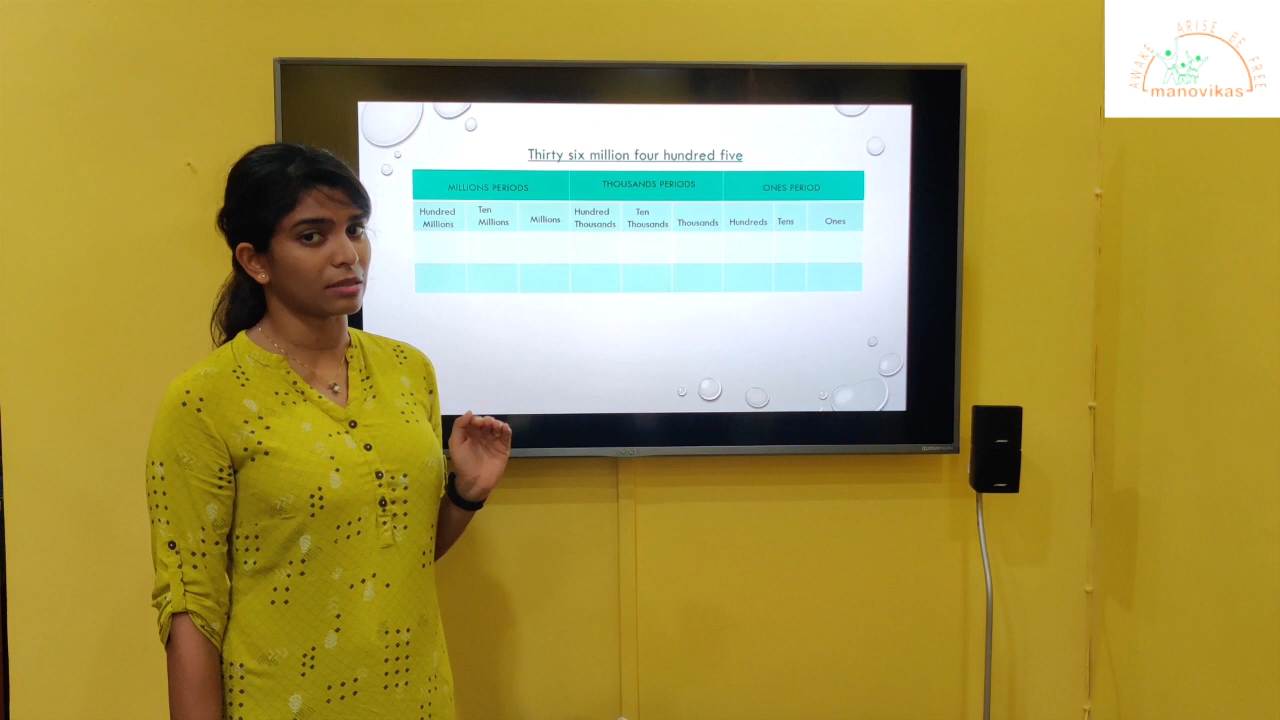 AWAKE ARISE BE FREE
manovikas
Thirty six million four hundred five
MILLIONS PERIODS THOUSANDS PERIODS ONES PERIOD
Hundred Millions Ten Millions Millions Hundred Thousands Ten Thousands Thousands Hundreds Tens Ones